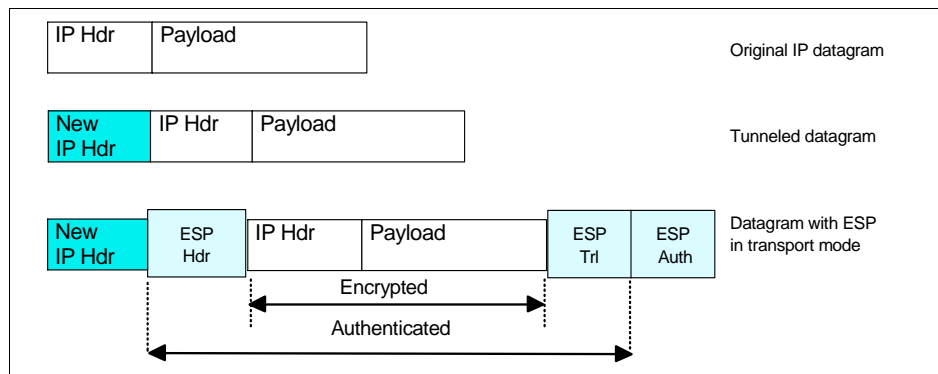 IP Hdr
Payload
Original IP datagram
New
IP Hdr
IP Hdr
Payload
Tunneled datagram
New
IP Hdr
ESP
Hdr
IP Hdr
Payload
ESP
Trl
ESP
Auth
Datagram with ESP
in transport mode
Encrypted
Authenticated